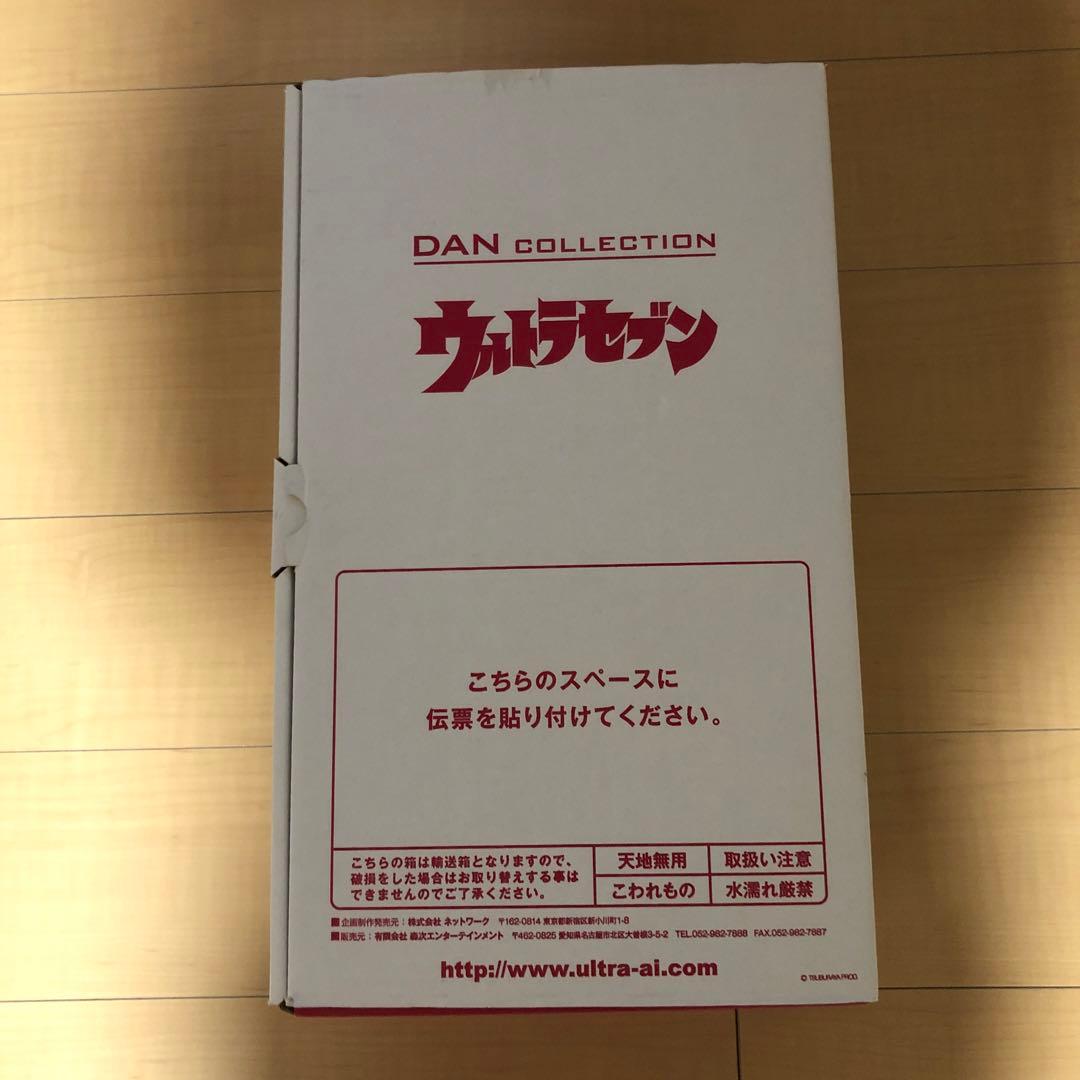 DAN COLLECTION
ウルトラセブン
こちらのスペースに
伝票を貼り付けてください。
こちらの箱は輸送箱となりますので、
破損をした場合はお取り替えする事は
できませんのでご了承ください。
天地無用
取扱い注意
こわれもの
水濡れ厳禁
■企画制作発売元：株式会社 ネットワーク 〒162-0814 東京都新宿区新小川町1-8
■販売元：有限会社 森次エンターテインメント 〒462-0825 愛知県名古屋市北区大曽根3-5-2 TEL.052-982-7888 FAX.052-982-7887
http://www.ultra-ai.com
© TSUBURAYA PROD.